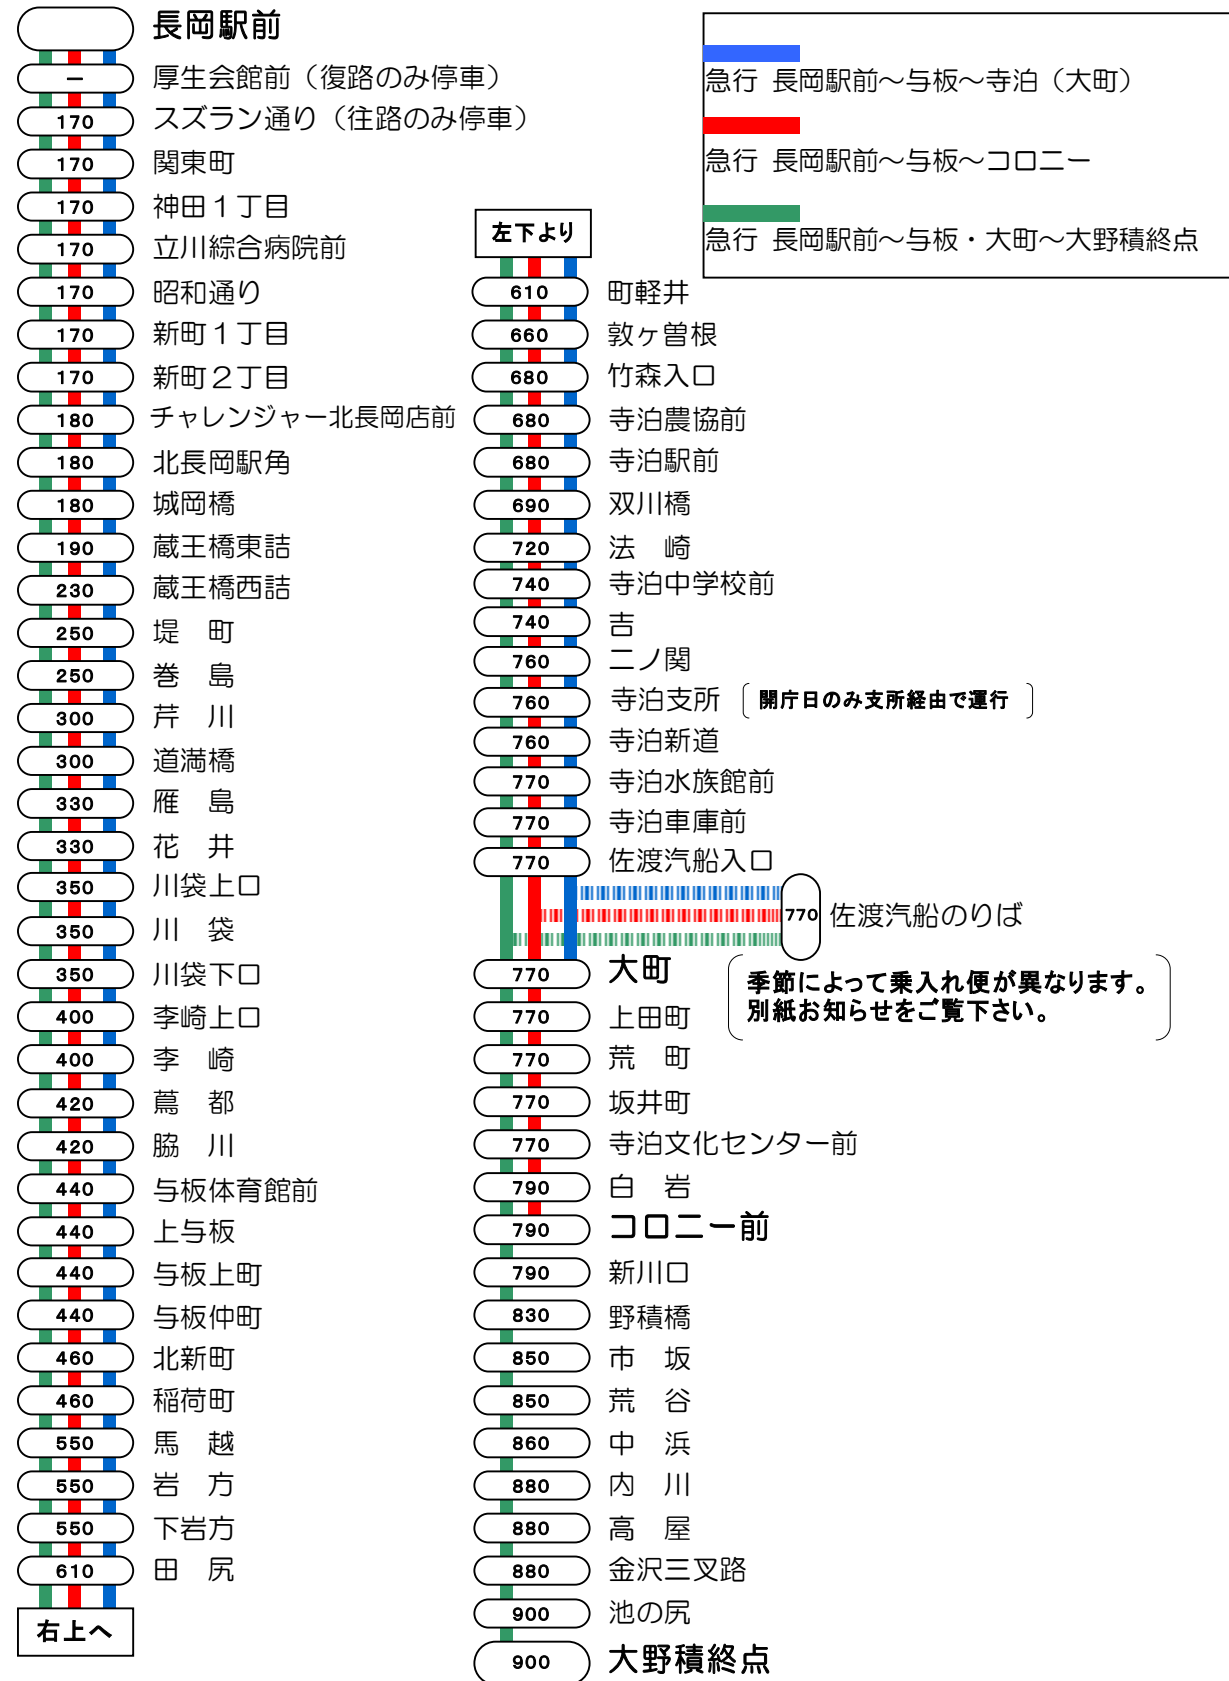 長岡駅前
－ 厚生会館前（復路のみ停車）
170 スズラン通り（往路のみ停車）
170 関東町
170 神田１丁目
170 立川綜合病院前
170 昭和通り
170 新町１丁目
170 新町２丁目
180 チャレンジャー北長岡店前
180 北長岡駅角
180 城岡橋
190 蔵王橋東詰
230 蔵王橋西詰
250 堤　町
250 巻　島
300 芹　川
300 道満橋
330 雁　島
330 花　井
350 川袋上口
350 川　袋
350 川袋下口
400 李崎上口
400 李　崎
420 蔦　都
420 脇　川
440 与板体育館前
440 上与板
440 与板上町
440 与板仲町
460 北新町
460 稲荷町
550 馬　越
550 岩　方
550 下岩方
610 田　尻
右上へ
左下より
610 町軽井
660 敦ヶ曽根
680 竹森入口
680 寺泊農協前
680 寺泊駅前
690 双川橋
720 法　崎
740 寺泊中学校前
740 吉
760 二ノ関
760 寺泊支所 〔開庁日のみ支所経由で運行〕
760 寺泊新道
770 寺泊水族館前
770 寺泊車庫前
770 佐渡汽船入口
770 佐渡汽船のりば
770 大町
季節によって乗入れ便が異なります。
別紙お知らせをご覧下さい。
770 上田町
770 荒　町
770 坂井町
770 寺泊文化センター前
790 白　岩
790 コロニー前
790 新川口
830 野積橋
850 市　坂
850 荒　谷
860 中　浜
880 内　川
880 高　屋
880 金沢三叉路
900 池の尻
900 大野積終点
急行 長岡駅前～与板～寺泊（大町）
急行 長岡駅前～与板～コロニー
急行 長岡駅前～与板・大町～大野積終点